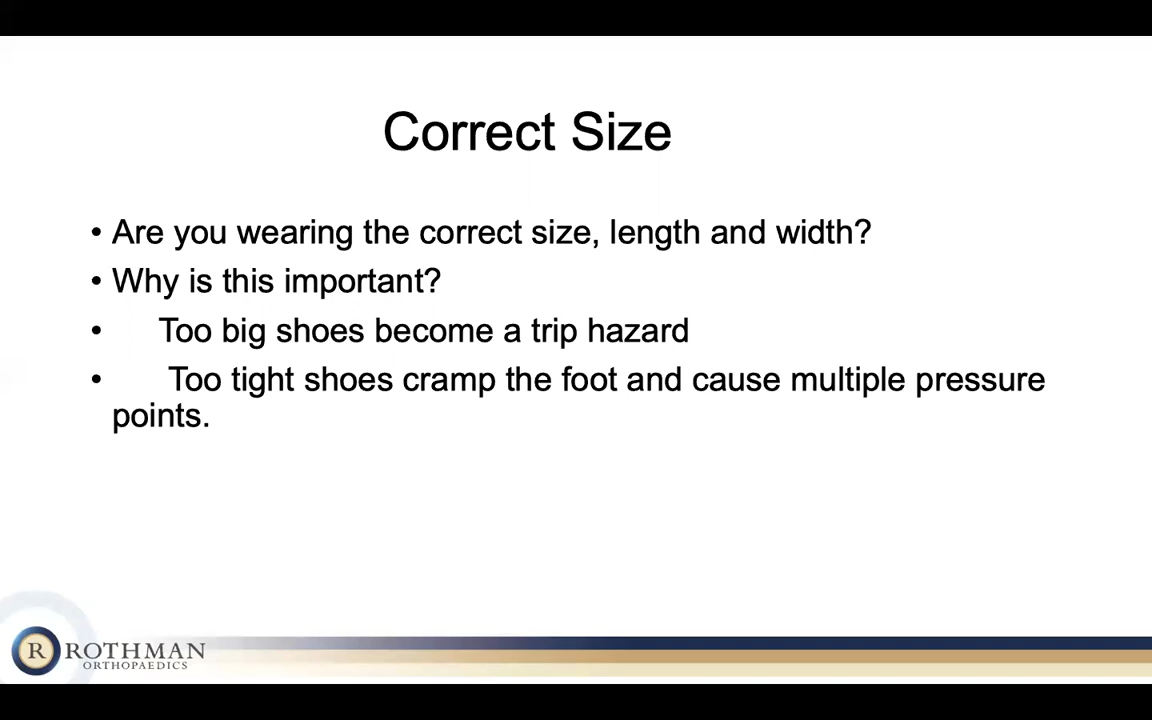 Correct Size
• Are you wearing the correct size, length and width?
• Why is this important?
• Too big shoes become a trip hazard
• Too tight shoes cramp the foot and cause multiple pressure
points.
R ROTHMAN
ORTHOPAEDICS